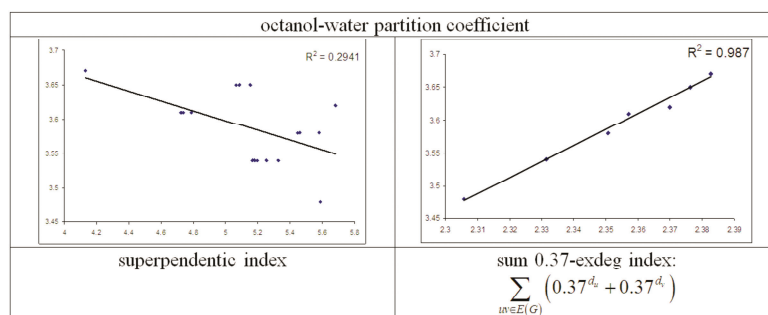 octanol-water partition coefficient
R² = 0.2941
3.7
3.65
3.6
3.55
3.5
3.45
4 4.2 4.4 4.6 4.8 5 5.2 5.4 5.6 5.8
R² = 0.987
3.7
3.65
3.6
3.55
3.5
3.45
2.3 2.31 2.32 2.33 2.34 2.35 2.36 2.37 2.38 2.39
superpendentic index
sum 0.37-exdeg index:
∑ (0.37^{d_u} + 0.37^{d_v})
uv∈E(G)